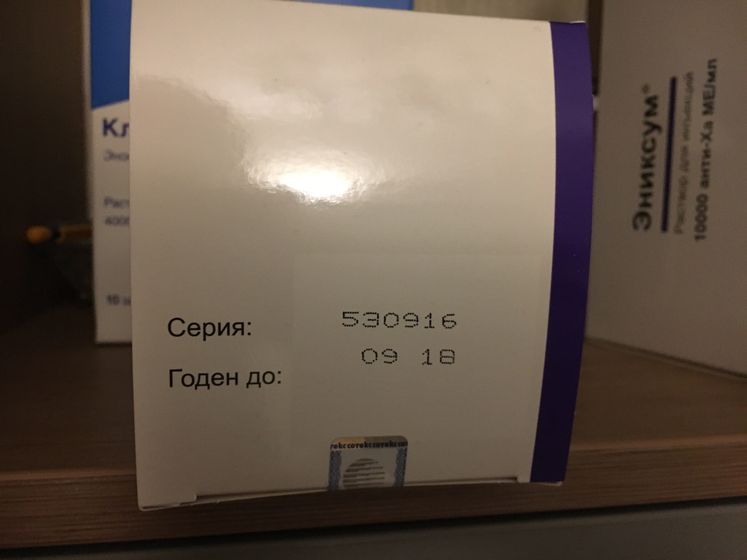 Серия: 530916
Годен до: 09 18
Эниксум®
Раствор для инъекций
10000 анти-Ха МЕ/мл